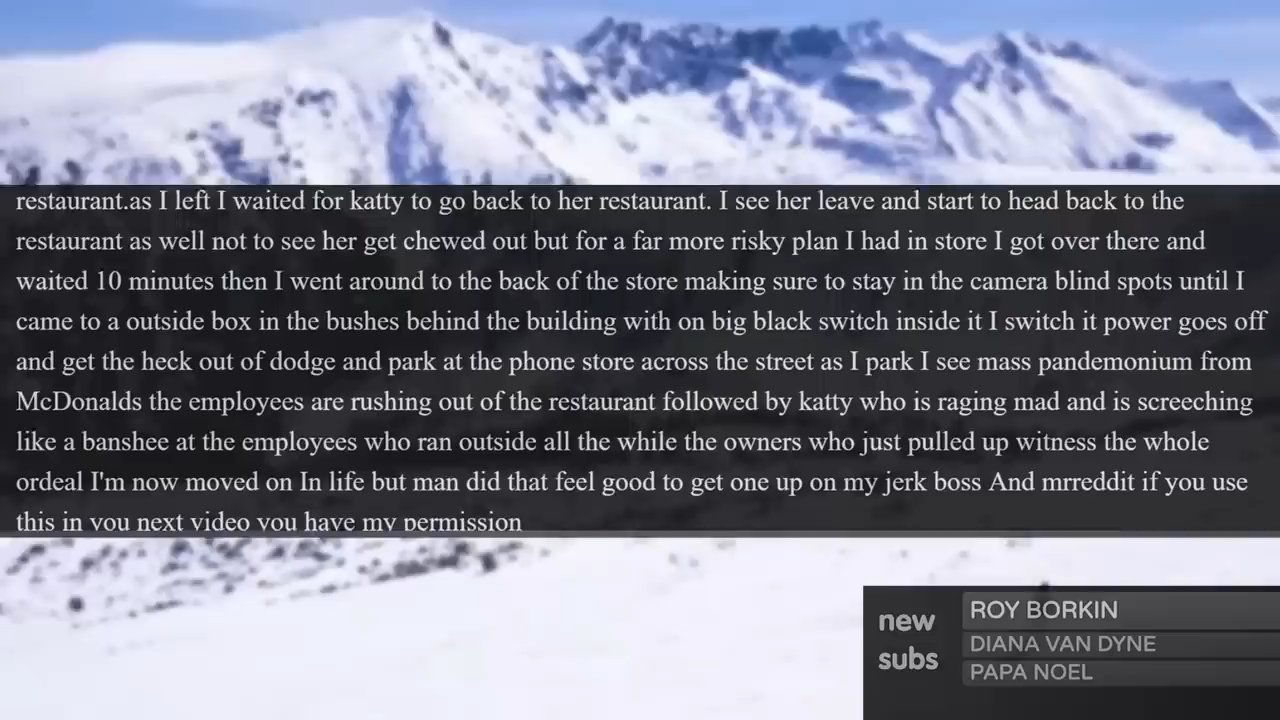 restaurant.as I left I waited for katty to go back to her restaurant. I see her leave and start to head back to the
restaurant as well not to see her get chewed out but for a far more risky plan I had in store I got over there and
waited 10 minutes then I went around to the back of the store making sure to stay in the camera blind spots until I
came to a outside box in the bushes behind the building with on big black switch inside it I switch it power goes off
and get the heck out of dodge and park at the phone store across the street as I park I see mass pandemonium from
McDonalds the employees are rushing out of the restaurant followed by katty who is raging mad and is screeching
like a banshee at the employees who ran outside all the while the owners who just pulled up witness the whole
ordeal I'm now moved on In life but man did that feel good to get one up on my jerk boss And mrreddit if you use
this in you next video you have my permission
new
subs
ROY BORKIN
DIANA VAN DYNE
PAPA NOEL